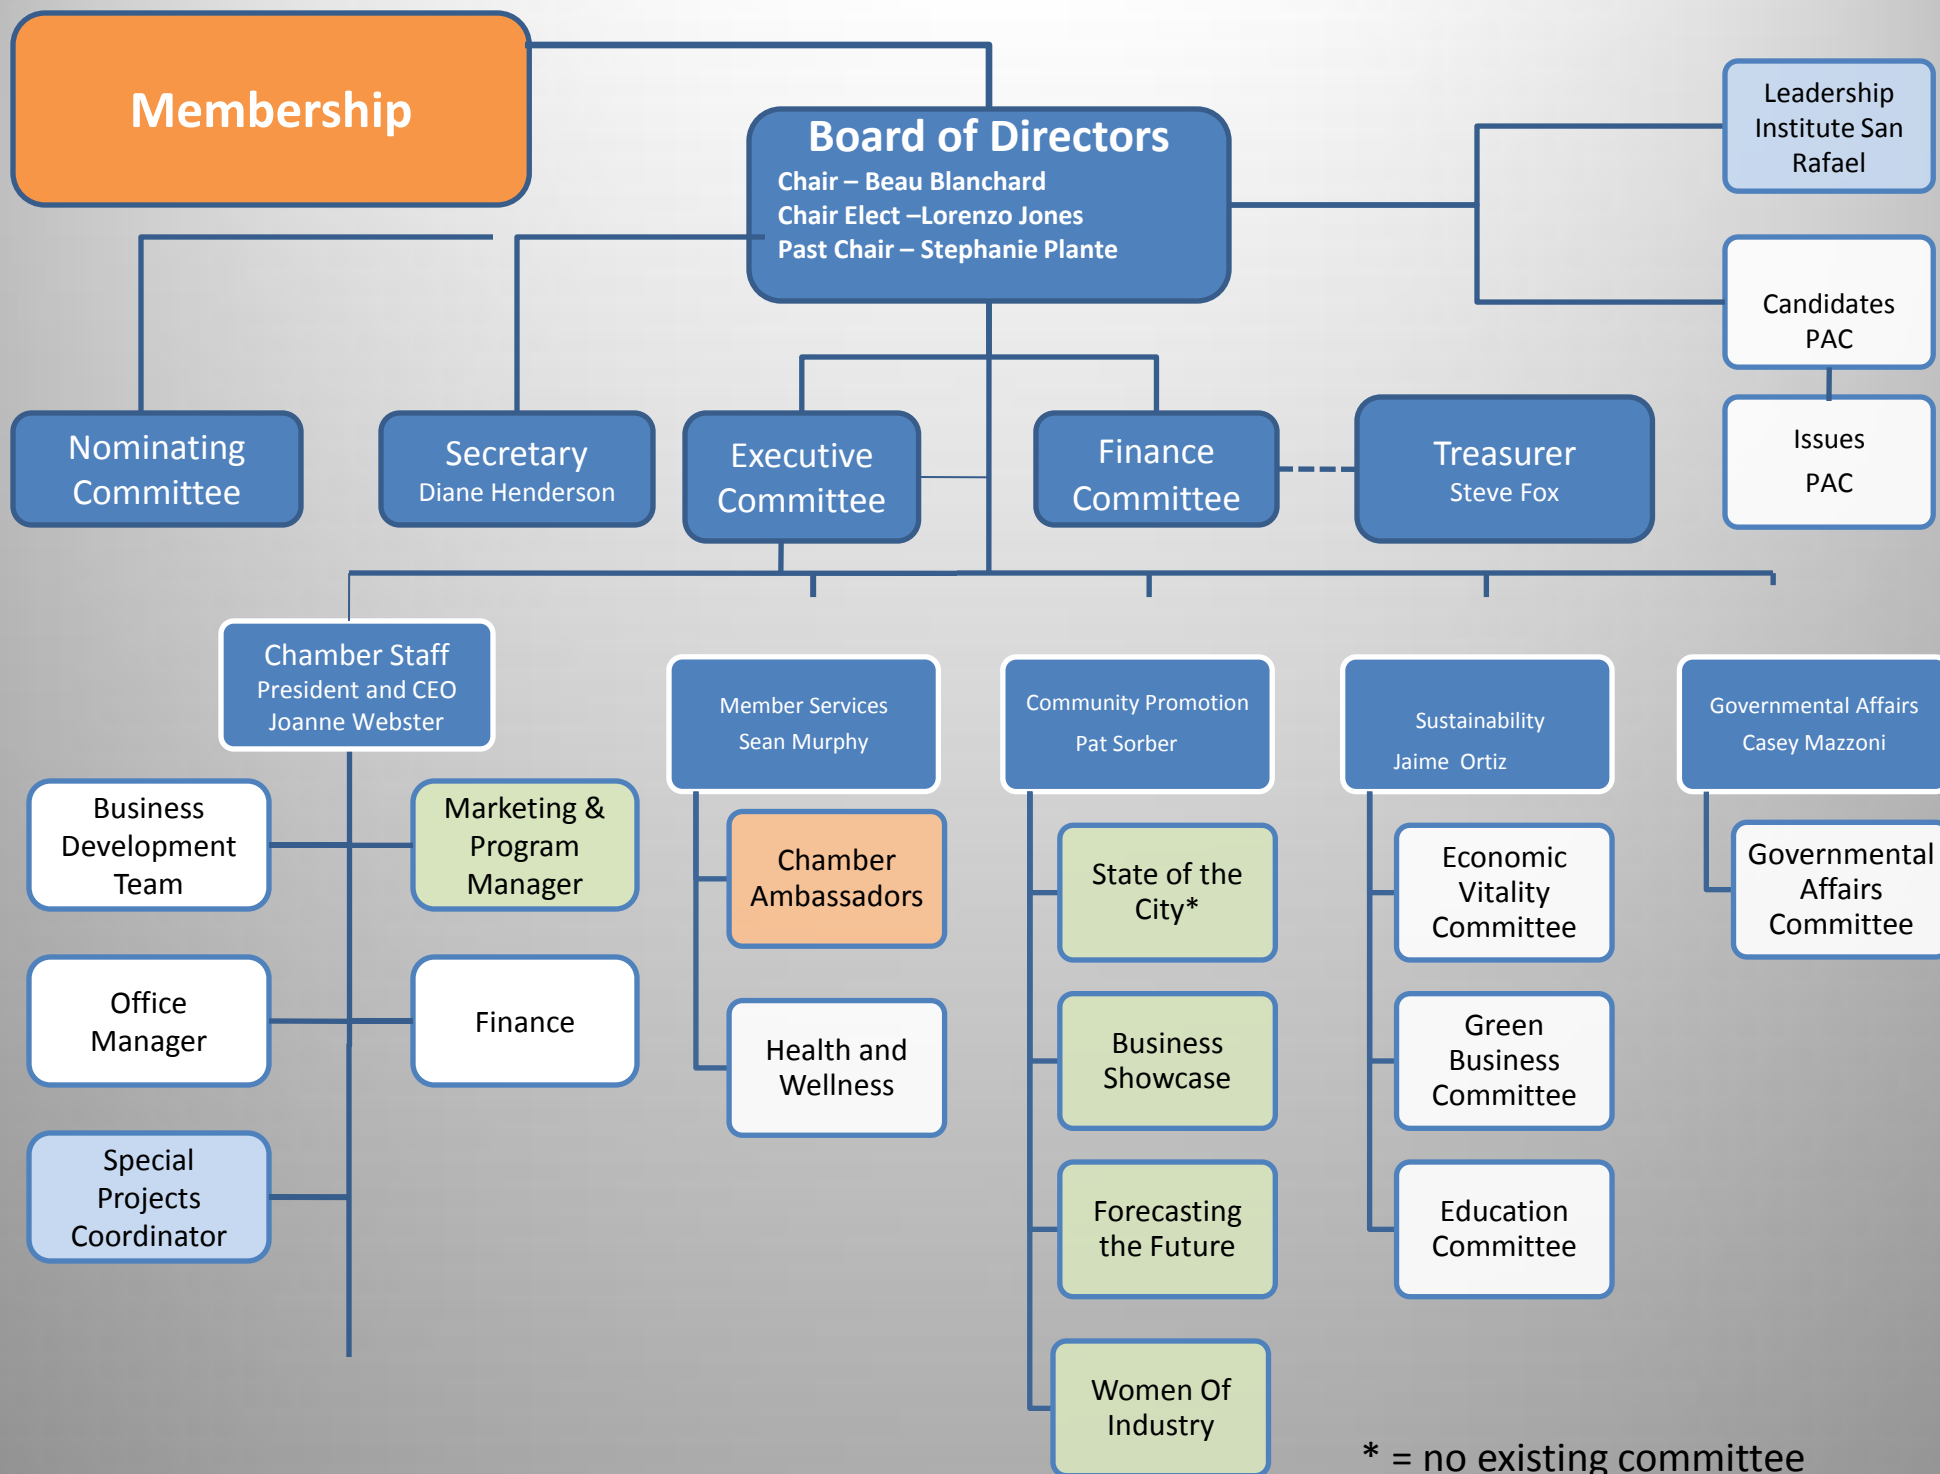 Membership
Board of Directors
Chair – Beau Blanchard
Chair Elect –Lorenzo Jones
Past Chair – Stephanie Plante
Leadership
Institute San
Rafael
Candidates
PAC
Issues
PAC
Nominating
Committee
Secretary
Diane Henderson
Executive
Committee
Finance
Committee
Treasurer
Steve Fox
Chamber Staff
President and CEO
Joanne Webster
Member Services
Sean Murphy
Community Promotion
Pat Sorber
Sustainability
Jaime Ortiz
Governmental Affairs
Casey Mazzoni
Business
Development
Team
Marketing &
Program
Manager
Office
Manager
Finance
Special
Projects
Coordinator
Chamber
Ambassadors
Health and
Wellness
State of the
City*
Business
Showcase
Forecasting
the Future
Women Of
Industry
Economic
Vitality
Committee
Green
Business
Committee
Education
Committee
Governmental
Affairs
Committee
* = no existing committee